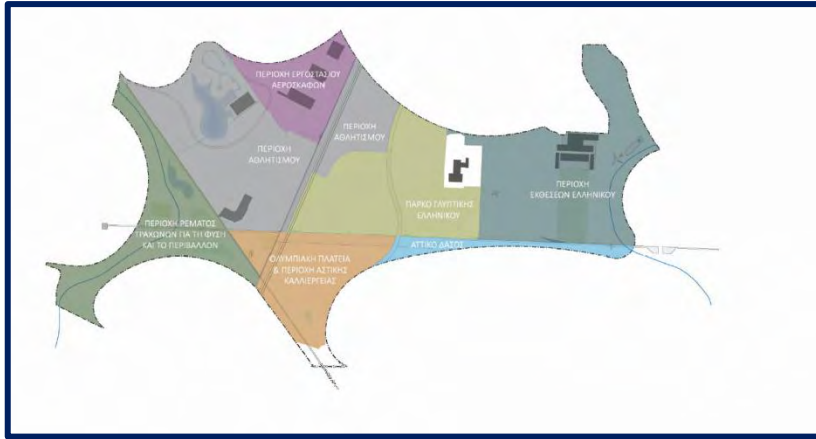 ΠΕΡΙΟΧΗ ΕΡΓΟΣΤΑΣΙΟΥ
ΑΕΡΟΣΚΑΦΩΝ
ΠΕΡΙΟΧΗ
ΑΘΛΗΤΙΣΜΟΥ
ΠΕΡΙΟΧΗ
ΑΘΛΗΤΙΣΜΟΥ
ΠΕΡΙΟΧΗ
ΕΚΘΕΣΕΩΝ ΕΛΛΗΝΙΚΟΥ
ΠΑΡΚΟ ΓΛΥΠΤΙΚΗΣ
ΕΛΛΗΝΙΚΟΥ
ΠΕΡΙΟΧΗ ΡΕΜΑΤΟΣ
ΤΡΑΧΩΝΩΝ ΓΙΑ ΤΗ ΦΥΣΗ
ΚΑΙ ΤΟ ΠΕΡΙΒΑΛΛΟΝ
ΑΤΤΙΚΟ ΔΑΣΟΣ
ΟΛΥΜΠΙΑΚΗ ΠΛΑΤΕΙΑ
& ΠΕΡΙΟΧΗ ΑΣΤΙΚΗΣ
ΚΑΛΛΙΕΡΓΕΙΑΣ